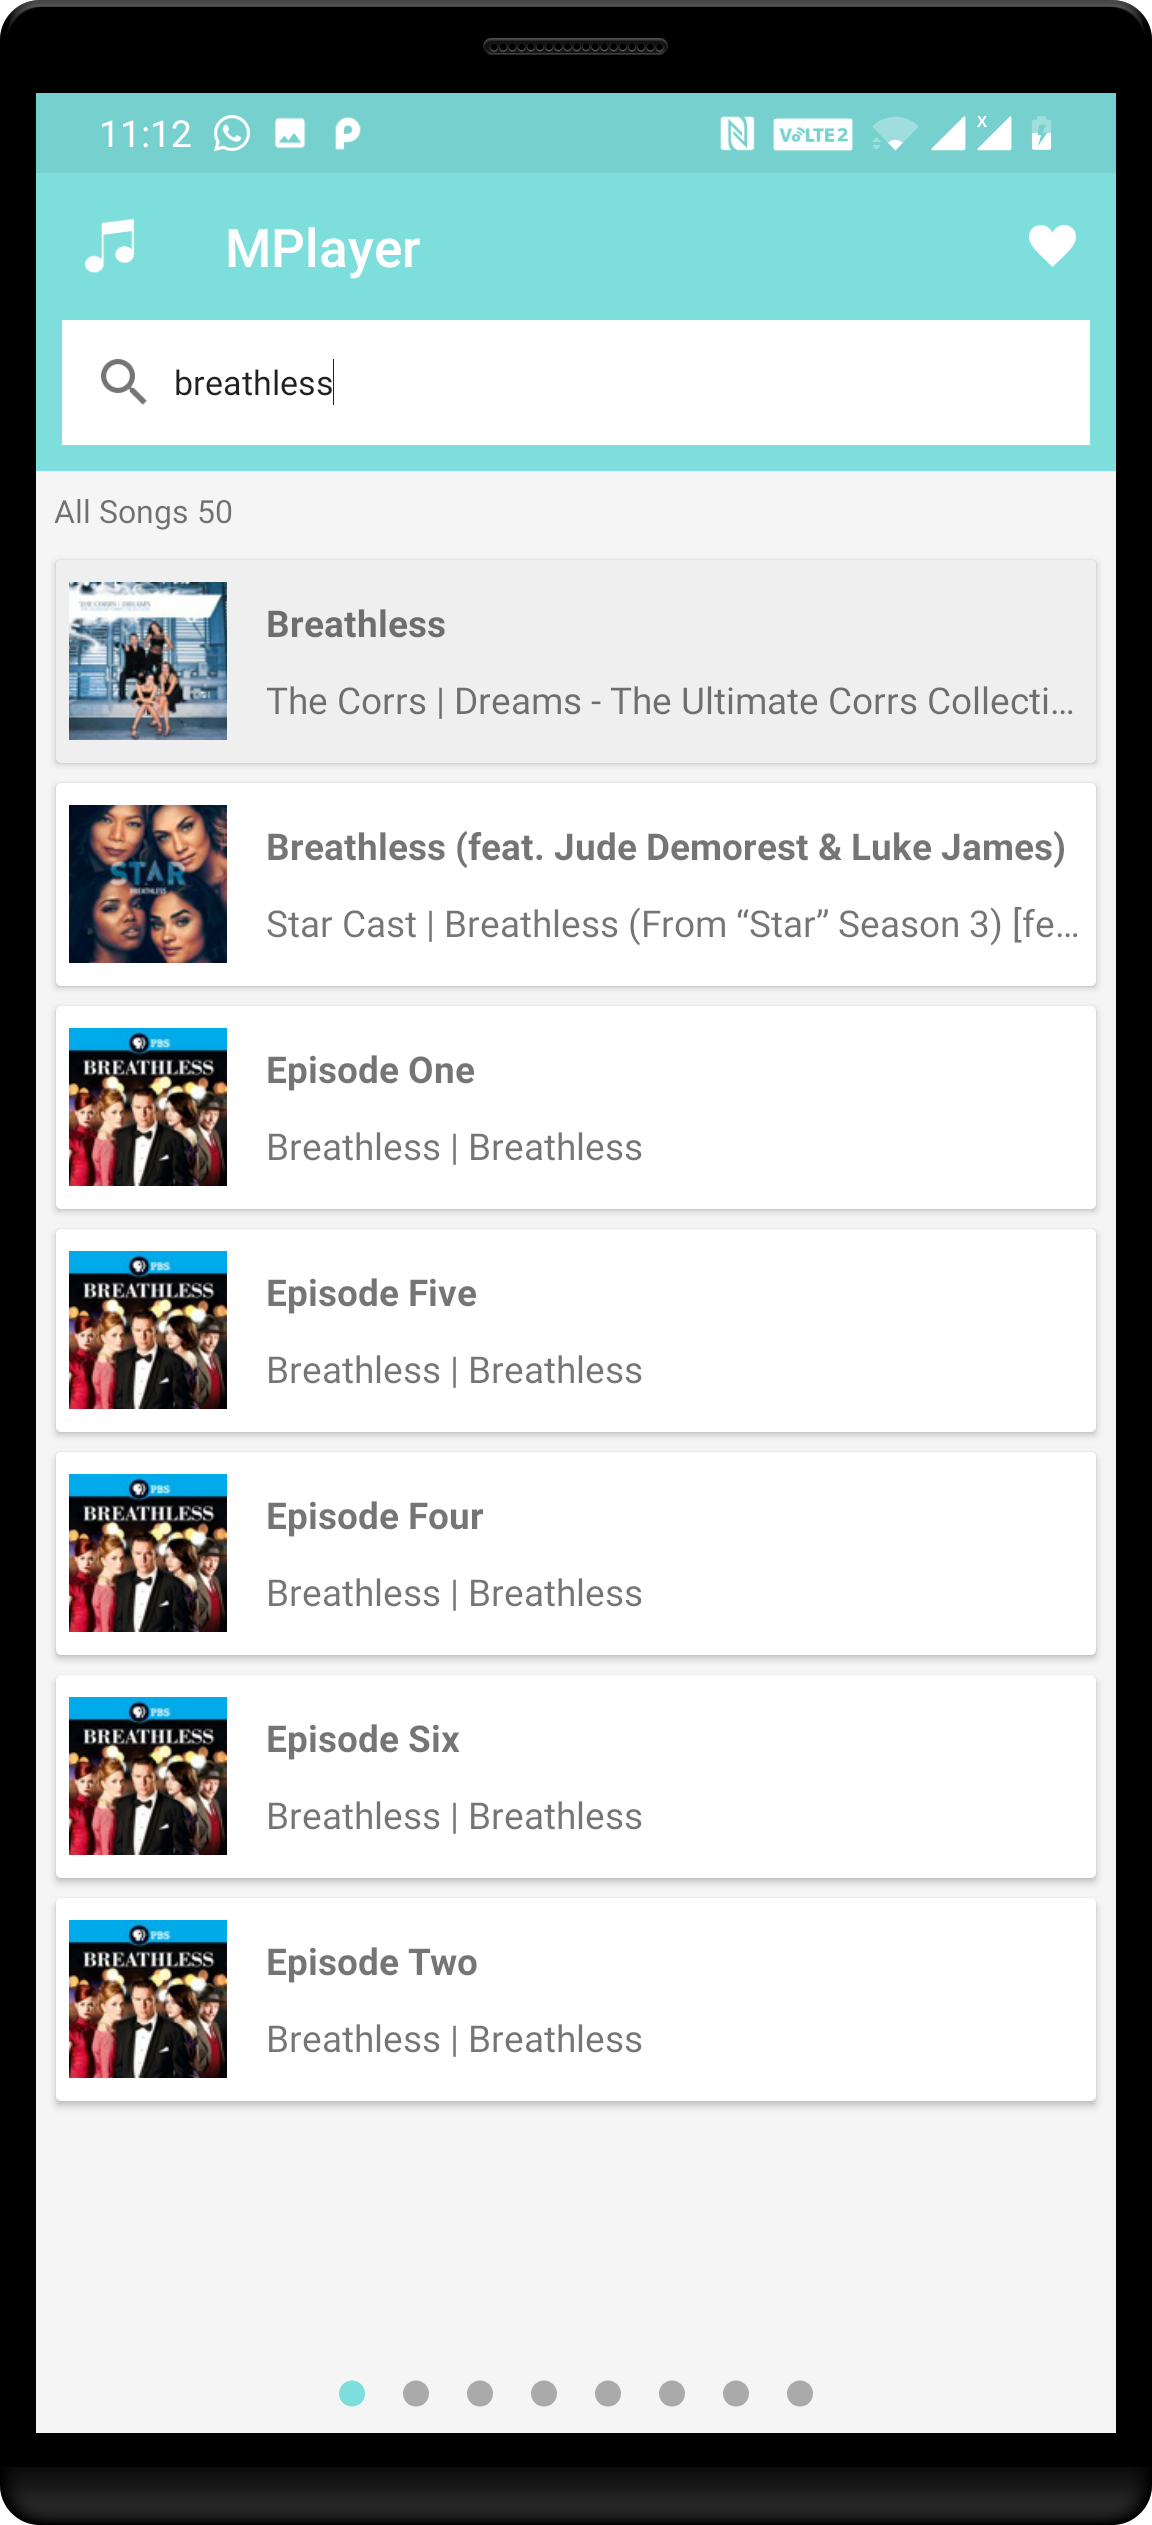 11:12
VoLTE2
X
MPlayer
breathless
All Songs 50
THE CORRS | DREAMS
Breathless
The Corrs | Dreams - The Ultimate Corrs Collecti...
STAR
BREATHLESS
Breathless (feat. Jude Demorest & Luke James)
Star Cast | Breathless (From “Star” Season 3) [fe...
PBS
BREATHLESS
Episode One
Breathless | Breathless
PBS
BREATHLESS
Episode Five
Breathless | Breathless
PBS
BREATHLESS
Episode Four
Breathless | Breathless
PBS
BREATHLESS
Episode Six
Breathless | Breathless
PBS
BREATHLESS
Episode Two
Breathless | Breathless